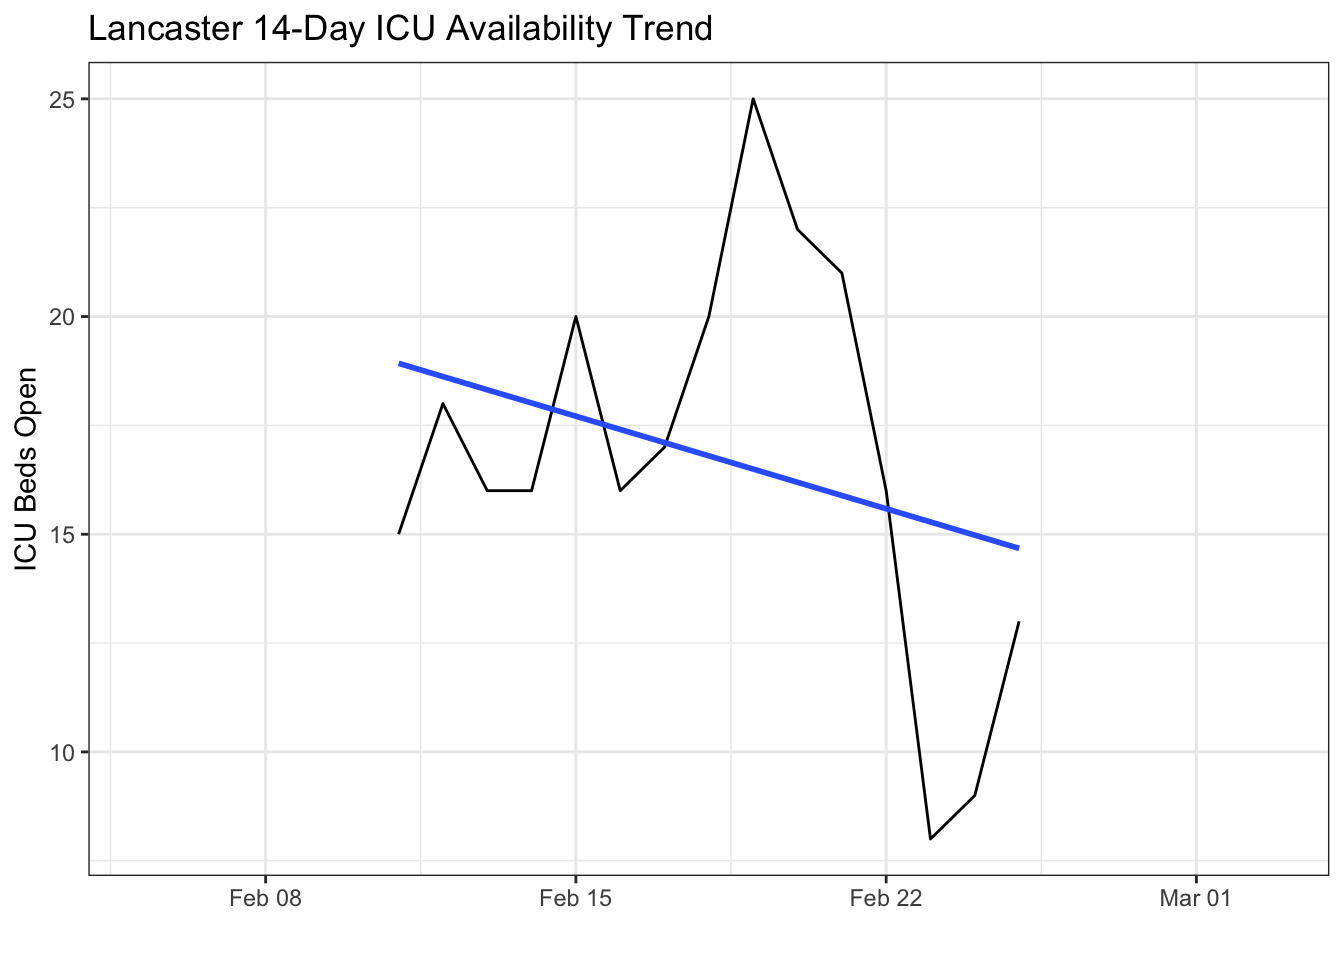 Lancaster 14-Day ICU Availability Trend
ICU Beds Open
25
20
15
10
Feb 08
Feb 15
Feb 22
Mar 01